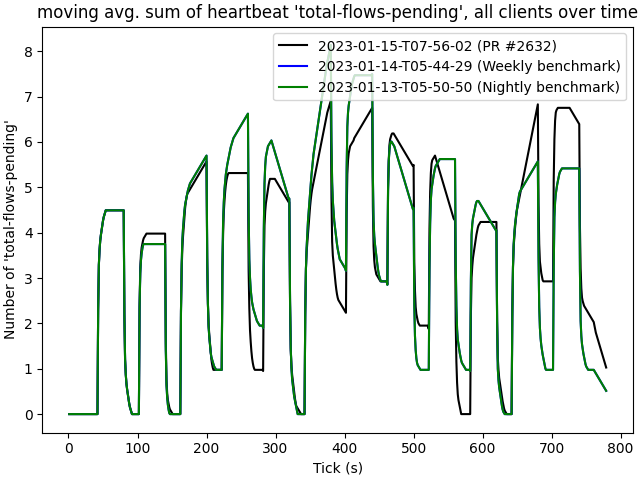 moving avg. sum of heartbeat 'total-flows-pending', all clients over time
2023-01-15-T07-56-02 (PR #2632)
2023-01-14-T05-44-29 (Weekly benchmark)
2023-01-13-T05-50-50 (Nightly benchmark)
Number of 'total-flows-pending'
8
7
6
5
4
3
2
1
0
0 100 200 300 400 500 600 700 800
Tick (s)